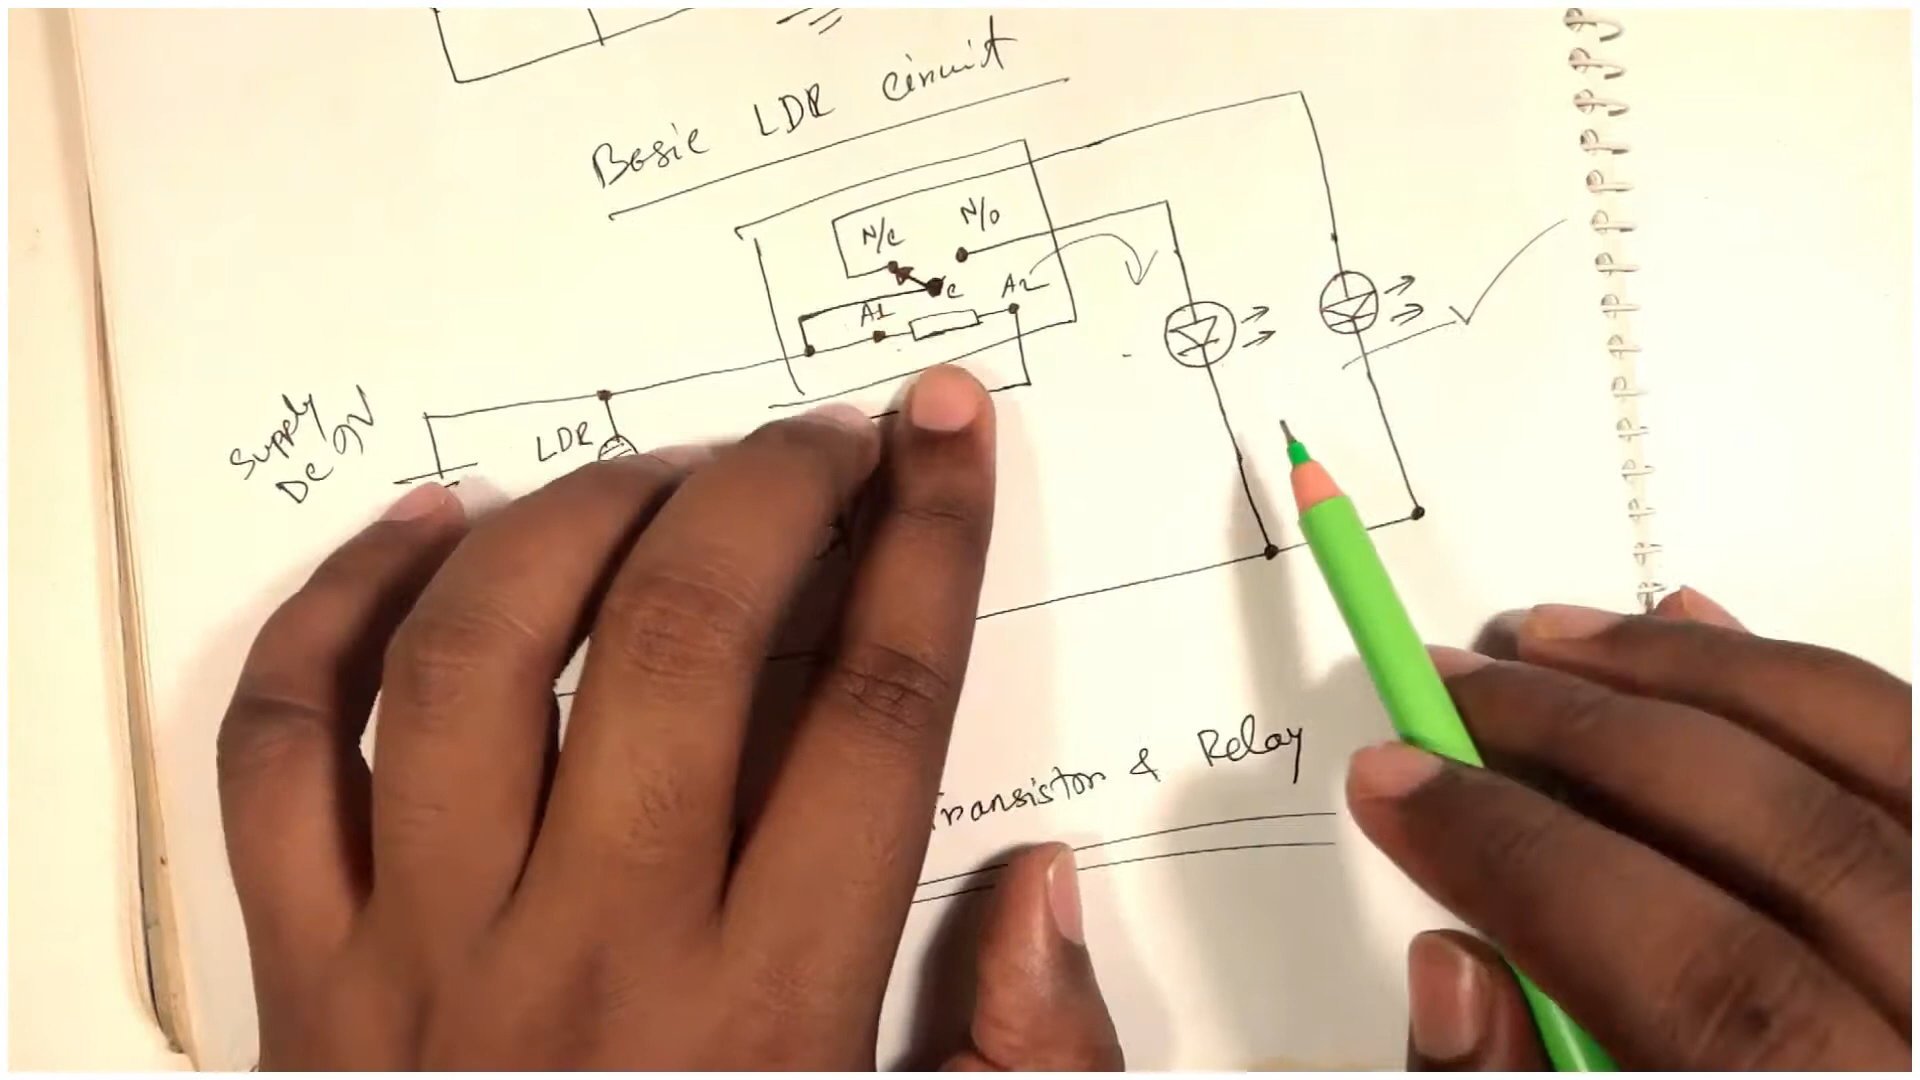 Basic LDR circuit
N/C
N/O
C
A1
A2
Supply
DC 9V
LDR
Transistor & Relay